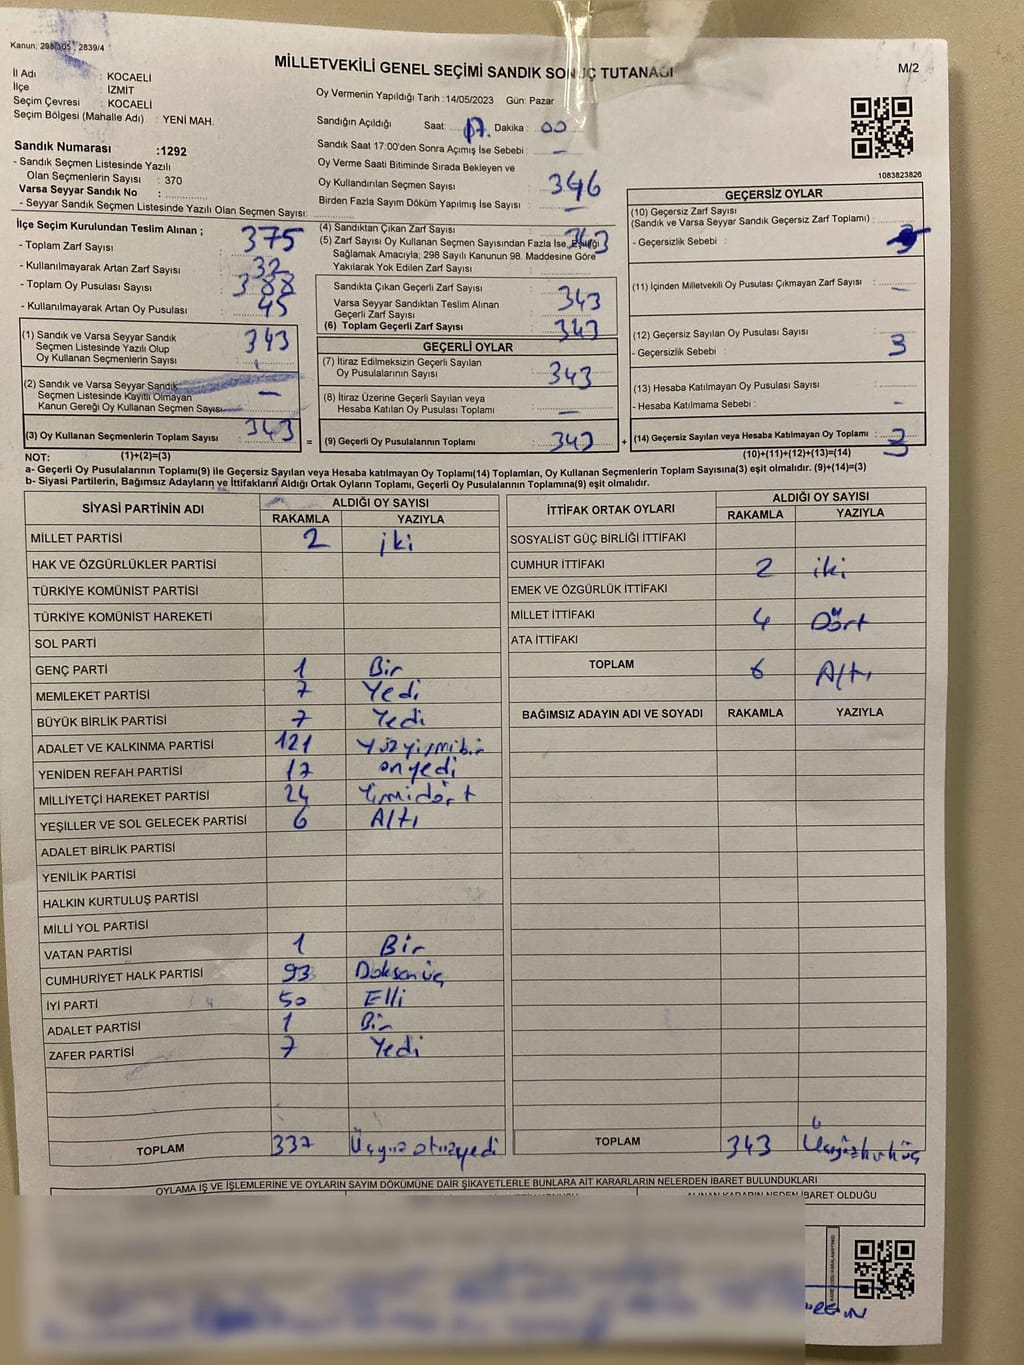 Kanun: 298/105, 2839/4
MİLLETVEKİLİ GENEL SEÇİMİ SANDIK SONUÇ TUTANAĞI
M/2
İl Adı : KOCAELİ
İlçe : İZMİT
Seçim Çevresi : KOCAELİ
Seçim Bölgesi (Mahalle Adı) : YENİ MAH.
Oy Vermenin Yapıldığı Tarih :14/05/2023 Gün: Pazar
Sandığın Açıldığı Saat: 17. Dakika : 00
Sandık Saat 17:00'den Sonra Açımış İse Sebebi : —
Oy Verme Saati Bitiminde Sırada Bekleyen ve
Oy Kullandırılan Seçmen Sayısı 346
Birden Fazla Sayım Döküm Yapılmış İse Sayısı : —
1083823826
Sandık Numarası :1292
- Sandık Seçmen Listesinde Yazılı
Olan Seçmenlerin Sayısı : 370
Varsa Seyyar Sandık No :
- Seyyar Sandık Seçmen Listesinde Yazılı Olan Seçmen Sayısı:
İlçe Seçim Kurulundan Teslim Alınan ;
- Toplam Zarf Sayısı 375
- Kullanılmayarak Artan Zarf Sayısı 32
- Toplam Oy Pusulası Sayısı 388
- Kullanılmayarak Artan Oy Pusulası 45
(1) Sandık ve Varsa Seyyar Sandık
Seçmen Listesinde Yazılı Olup
Oy Kullanan Seçmenlerin Sayısı 343
(2) Sandık ve Varsa Seyyar Sandık
Seçmen Listesinde Kayıtlı Olmayan
Kanun Gereği Oy Kullanan Seçmen Sayısı —
(3) Oy Kullanan Seçmenlerin Toplam Sayısı 343 =
(4) Sandıktan Çıkan Zarf Sayısı 343
(5) Zarf Sayısı Oy Kullanan Seçmen Sayısından Fazla İse, Eşitliği
Sağlamak Amacıyla; 298 Sayılı Kanunun 98. Maddesine Göre
Yakılarak Yok Edilen Zarf Sayısı
Sandıkta Çıkan Geçerli Zarf Sayısı 343
Varsa Seyyar Sandıktan Teslim Alınan
Geçerli Zarf Sayısı
(6) Toplam Geçerli Zarf Sayısı 343
GEÇERLİ OYLAR
(7) İtiraz Edilmeksizin Geçerli Sayılan
Oy Pusulalarının Sayısı 343
(8) İtiraz Üzerine Geçerli Sayılan veya
Hesaba Katılan Oy Pusulası Toplamı —
(9) Geçerli Oy Pusulalarının Toplamı 343 +
GEÇERSİZ OYLAR
(10) Geçersiz Zarf Sayısı
(Sandık ve Varsa Seyyar Sandık Geçersiz Zarf Toplamı) :
- Geçersizlik Sebebi :
(11) İçinden Milletvekili Oy Pusulası Çıkmayan Zarf Sayısı —
(12) Geçersiz Sayılan Oy Pusulası Sayısı
- Geçersizlik Sebebi : 3
(13) Hesaba Katılmayan Oy Pusulası Sayısı
- Hesaba Katılmama Sebebi : -
(14) Geçersiz Sayılan veya Hesaba Katılmayan Oy Toplamı 3
NOT: (1)+(2)=(3)
(10)+(11)+(12)+(13)=(14)
a- Geçerli Oy Pusulalarının Toplamı(9) ile Geçersiz Sayılan veya Hesaba katılmayan Oy Toplamı(14) Toplamları, Oy Kullanan Seçmenlerin Toplam Sayısına(3) eşit olmalıdır. (9)+(14)=(3)
b- Siyasi Partilerin, Bağımsız Adayların ve İttifakların Aldığı Ortak Oyların Toplamı, Geçerli Oy Pusulalarının Toplamına(9) eşit olmalıdır.
SİYASİ PARTİNİN ADI ALDIĞI OY SAYISI
RAKAMLA YAZIYLA
MİLLET PARTİSİ 2 iki
HAK VE ÖZGÜRLÜKLER PARTİSİ
TÜRKİYE KOMÜNİST PARTİSİ
TÜRKİYE KOMÜNİST HAREKETİ
SOL PARTİ
GENÇ PARTİ 1 Bir
MEMLEKET PARTİSİ 7 Yedi
BÜYÜK BİRLİK PARTİSİ 7 Yedi
ADALET VE KALKINMA PARTİSİ 121 Yüzyirmibir
YENİDEN REFAH PARTİSİ 17 onyedi
MİLLİYETÇİ HAREKET PARTİSİ 24 Yirmidört
YEŞİLLER VE SOL GELECEK PARTİSİ 6 Altı
ADALET BİRLİK PARTİSİ
YENİLİK PARTİSİ
HALKIN KURTULUŞ PARTİSİ
MİLLİ YOL PARTİSİ
VATAN PARTİSİ 1 Bir
CUMHURİYET HALK PARTİSİ 93 Doksanüç
İYİ PARTİ 50 Elli
ADALET PARTİSİ 1 Bir
ZAFER PARTİSİ 7 Yedi
TOPLAM 337 Üçyüzotuzyedi
İTTİFAK ORTAK OYLARI ALDIĞI OY SAYISI
RAKAMLA YAZIYLA
SOSYALİST GÜÇ BİRLİĞİ İTTİFAKI
CUMHUR İTTİFAKI 2 iki
EMEK VE ÖZGÜRLÜK İTTİFAKI
MİLLET İTTİFAKI 4 Dört
ATA İTTİFAKI
TOPLAM 6 Altı
BAĞIMSIZ ADAYIN ADI VE SOYADI RAKAMLA YAZIYLA
TOPLAM 343 Üçyüzkırküç
OYLAMA İŞ VE İŞLEMLERİNE VE OYLARIN SAYIM DÖKÜMÜNE DAİR ŞİKAYETLERLE BUNLARA AİT KARARLARIN NELERDEN İBARET BULUNDUKLARI
ALINAN KARARIN NEDEN İBARET OLDUĞU